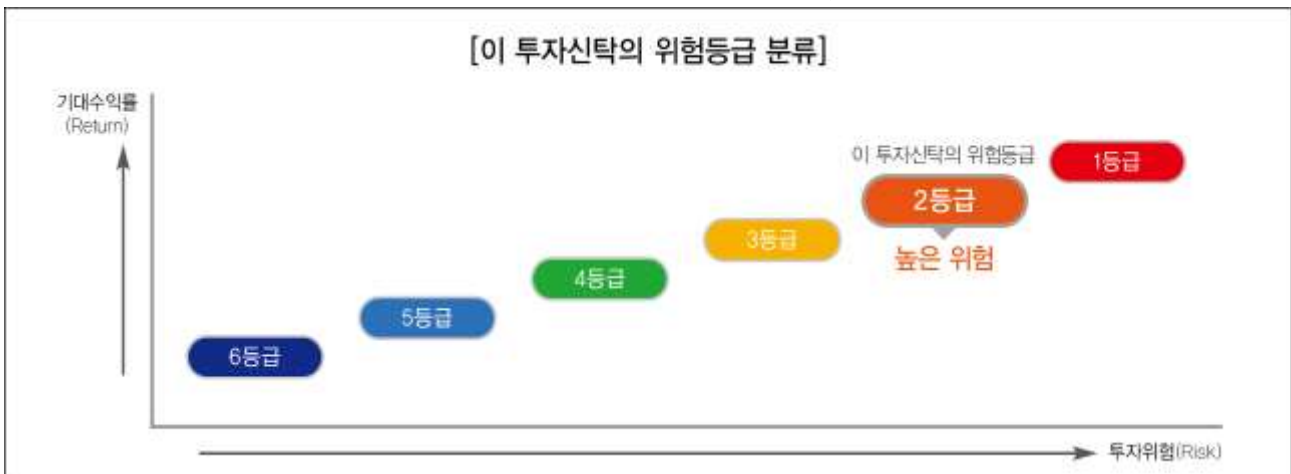 [이 투자신탁의 위험등급 분류]
기대수익률
(Return)
이 투자신탁의 위험등급
1등급
2등급
높은 위험
3등급
4등급
5등급
6등급
투자위험(Risk)